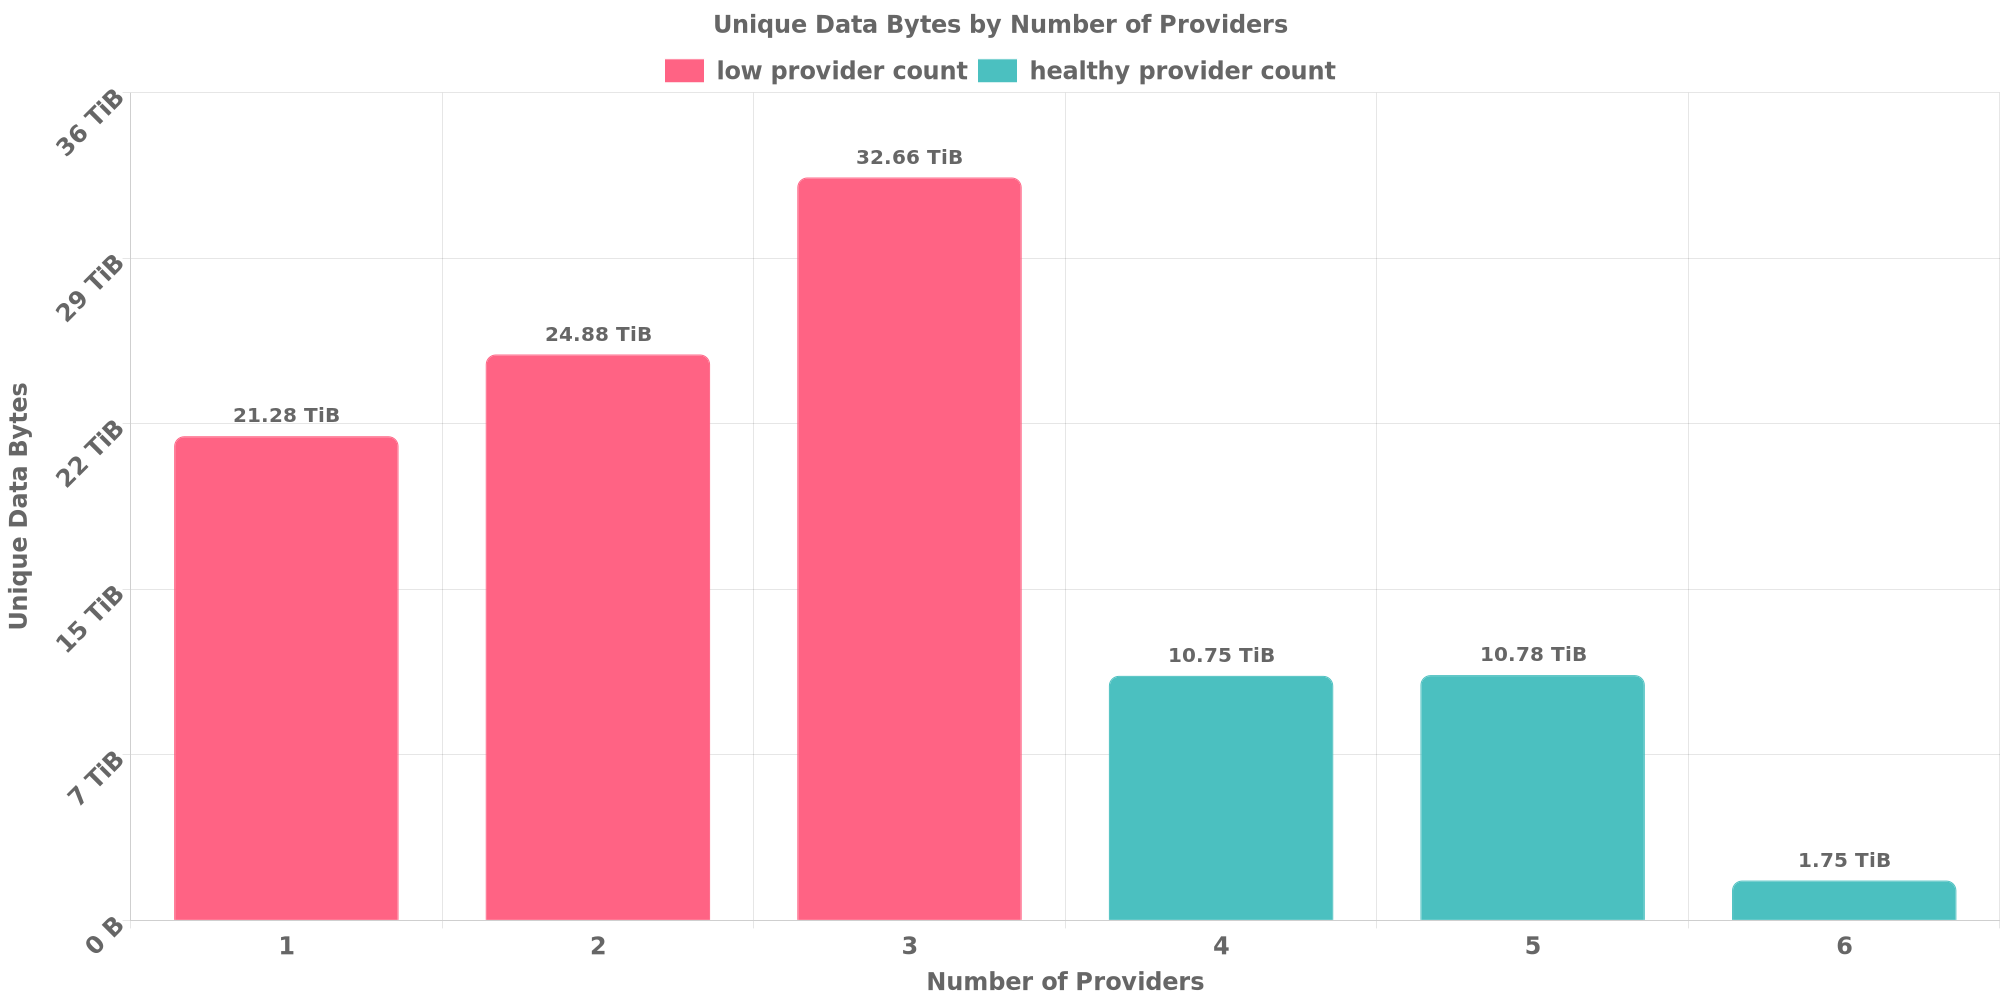 Unique Data Bytes by Number of Providers
low provider count healthy provider count
36 TiB
29 TiB
22 TiB
15 TiB
7 TiB
0 B
Unique Data Bytes
21.28 TiB
24.88 TiB
32.66 TiB
10.75 TiB
10.78 TiB
1.75 TiB
1 2 3 4 5 6
Number of Providers